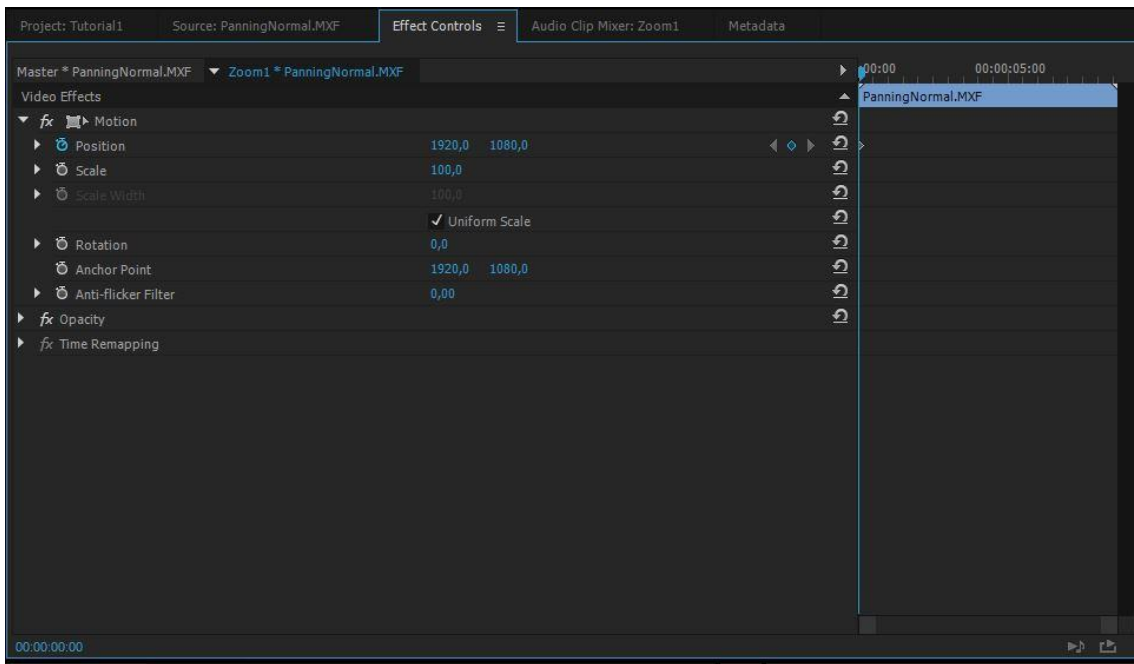 Project: Tutorial1 Source: PanningNormal.MXF Effect Controls Audio Clip Mixer: Zoom1 Metadata
Master * PanningNormal.MXF Zoom1 * PanningNormal.MXF 00:00 00:00:05:00
Video Effects PanningNormal.MXF
fx Motion
Position 1920,0 1080,0
Scale 100,0
Scale Width 100,0
Uniform Scale
Rotation 0,0
Anchor Point 1920,0 1080,0
Anti-flicker Filter 0,00
fx Opacity
fx Time Remapping
00:00:00:00